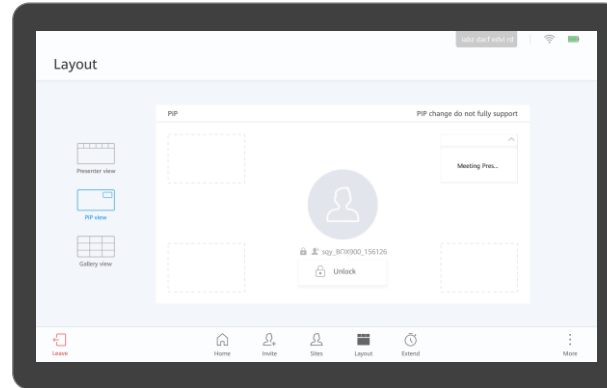 Layout
PiP
PiP change do not fully support
Presenter view
Meeting Pres...
PiP view
Gallery view
Unlock
Leave
Home
Invite
Sites
Layout
Extend
More